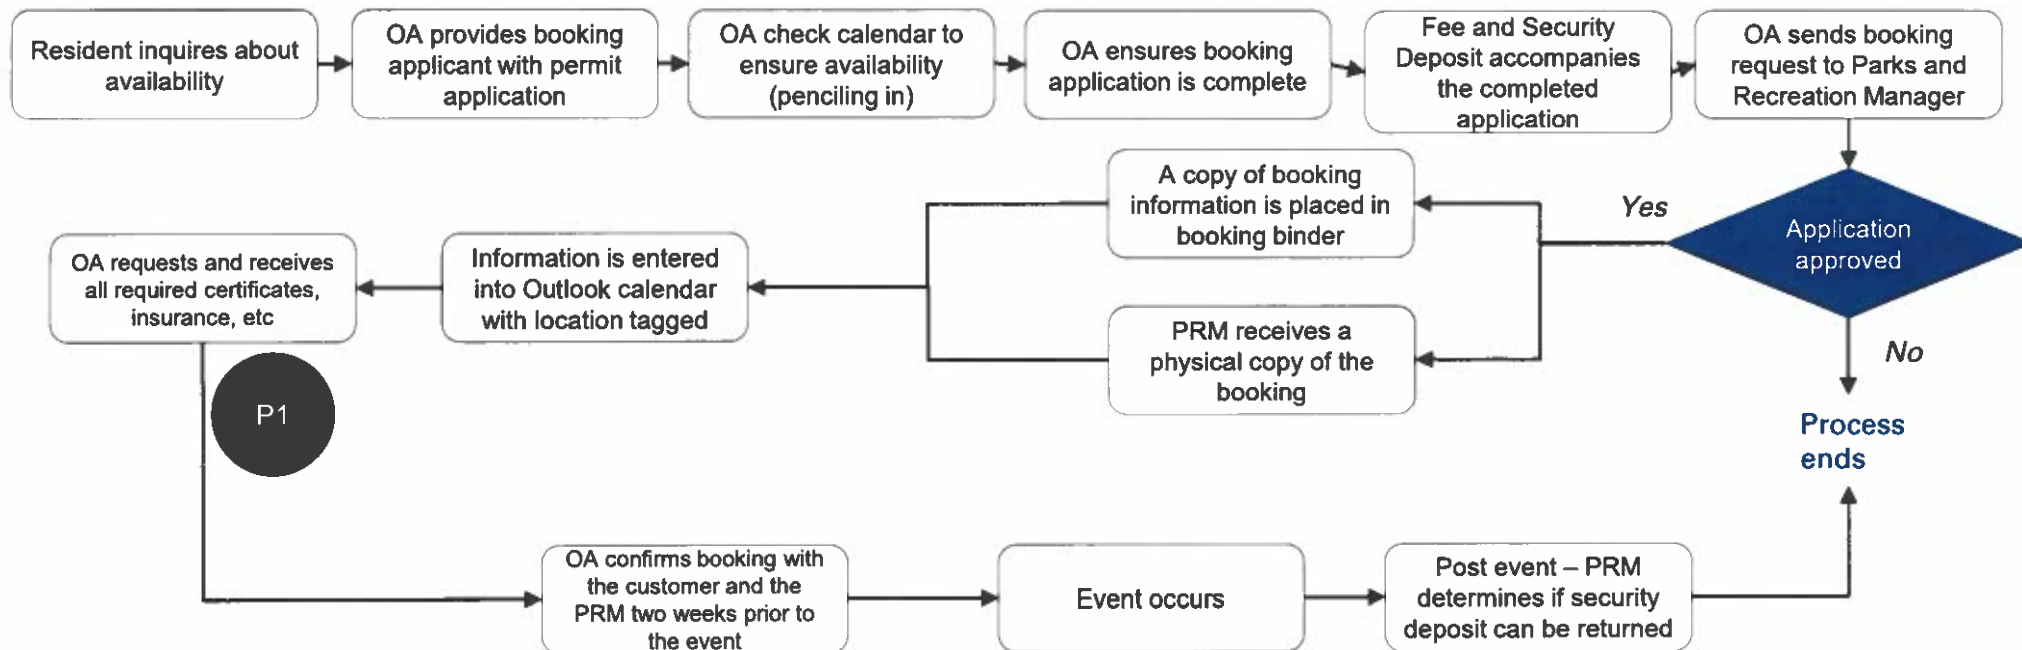 Resident inquires about
availability
OA provides booking
applicant with permit
application
OA check calendar to
ensure availability
(penciling in)
OA ensures booking
application is complete
Fee and Security
Deposit accompanies
the completed
application
OA sends booking
request to Parks and
Recreation Manager
Application
approved
Yes
No
A copy of booking
information is placed in
booking binder
PRM receives a
physical copy of the
booking
Information is entered
into Outlook calendar
with location tagged
OA requests and receives
all required certificates,
insurance, etc
P1
OA confirms booking with
the customer and the
PRM two weeks prior to
the event
Event occurs
Post event – PRM
determines if security
deposit can be returned
Process
ends